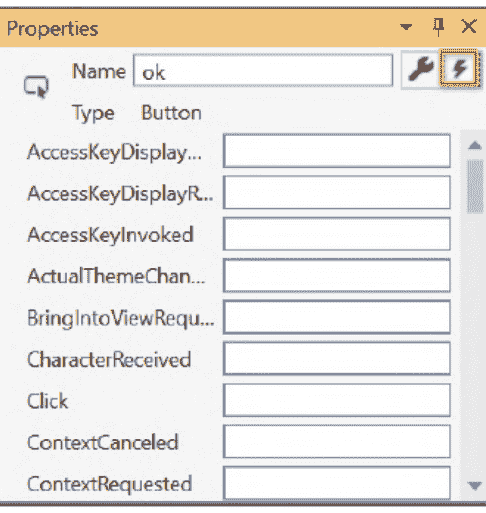 Properties
Name ok
Type Button
AccessKeyDisplay...
AccessKeyDisplayR...
AccessKeyInvoked
ActualThemeChan...
BringIntoViewRequ...
CharacterReceived
Click
ContextCanceled
ContextRequested